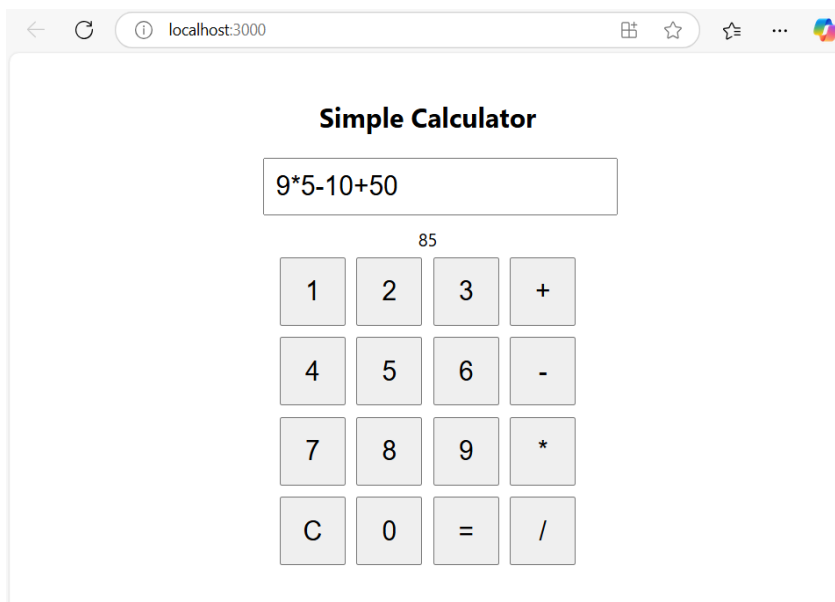 localhost:3000
Simple Calculator
9*5-10+50
85
1 2 3 +
4 5 6 -
7 8 9 *
C 0 = /